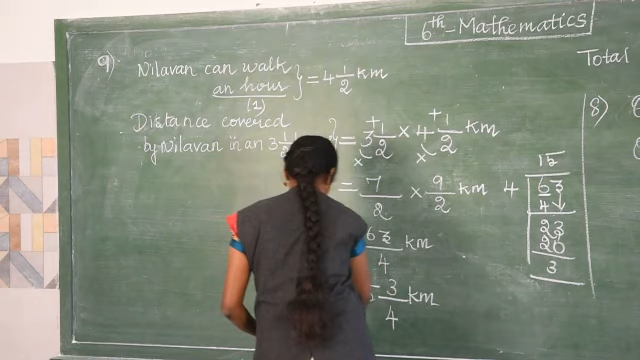 6th - Mathematics
Total
9) Nilavan can walk
an hour } = 4 1/2 km
(1)
Distance covered
by Nilavan in an 3 1/2 } = 3 1/2 × 4 1/2 km
= 7/2 × 9/2 km
63/4 km
3/4 km
15
4 63
4
23
20
3
8)